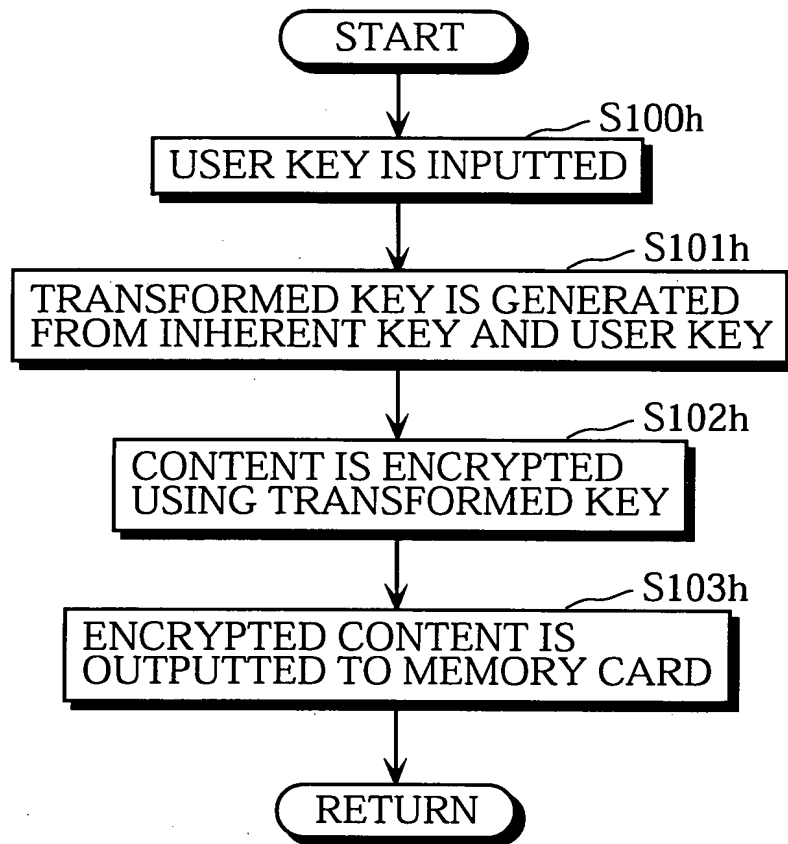 START
S100h
USER KEY IS INPUTTED
S101h
TRANSFORMED KEY IS GENERATED
FROM INHERENT KEY AND USER KEY
S102h
CONTENT IS ENCRYPTED
USING TRANSFORMED KEY
S103h
ENCRYPTED CONTENT IS
OUTPUTTED TO MEMORY CARD
RETURN